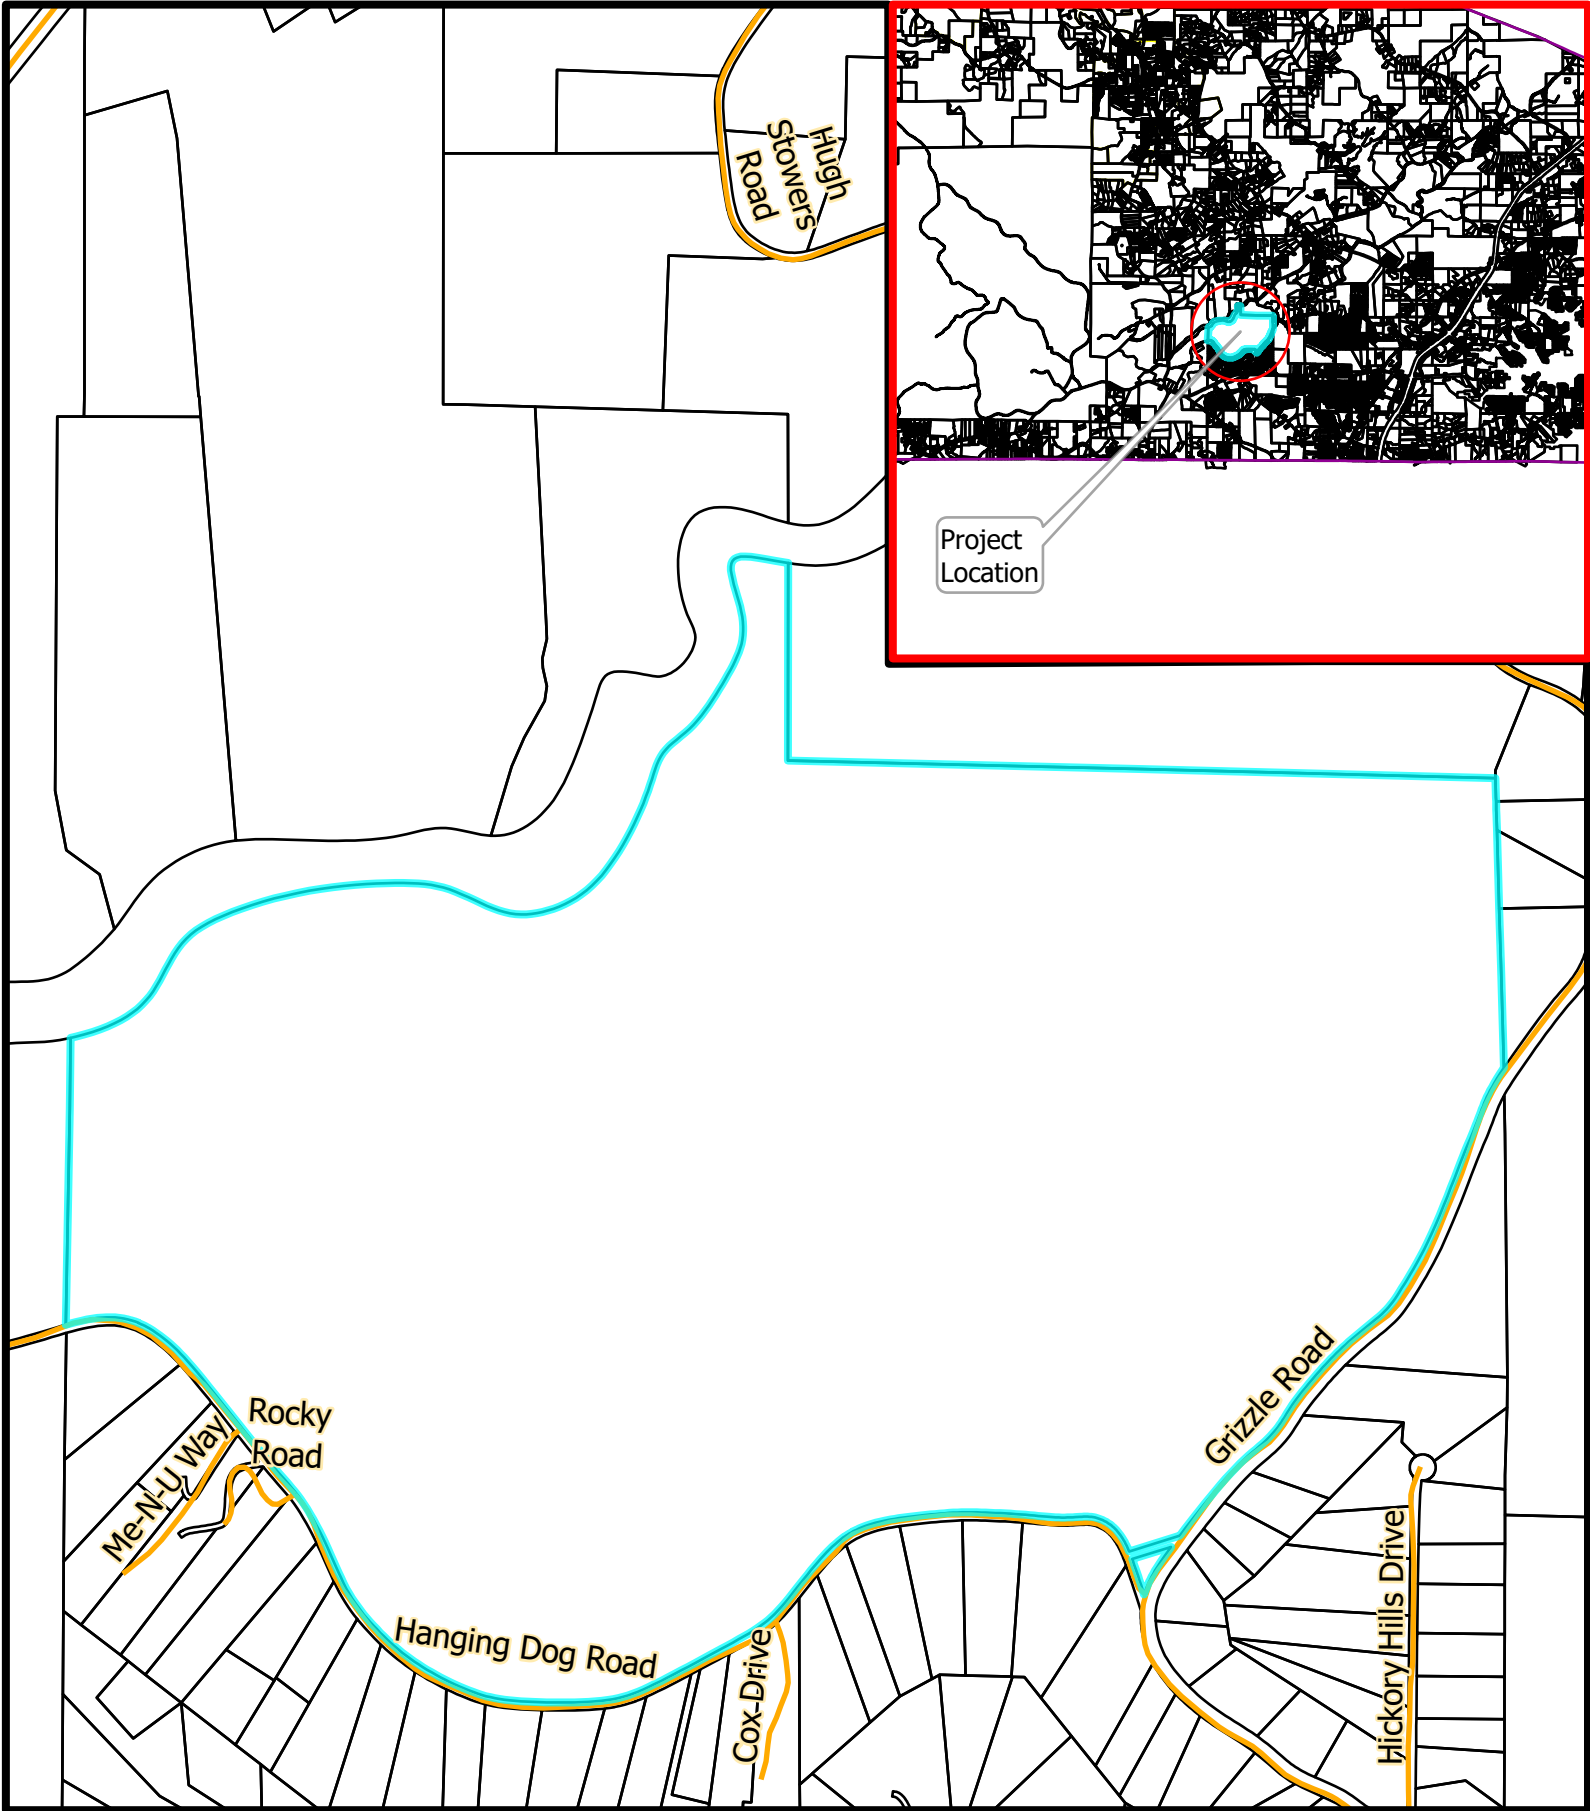 Hugh
Stowers
Road
Project
Location
Rocky
Road
Me-N-U Way
Grizzle Road
Hanging Dog Road
Cox Drive
Hickory Hills Drive